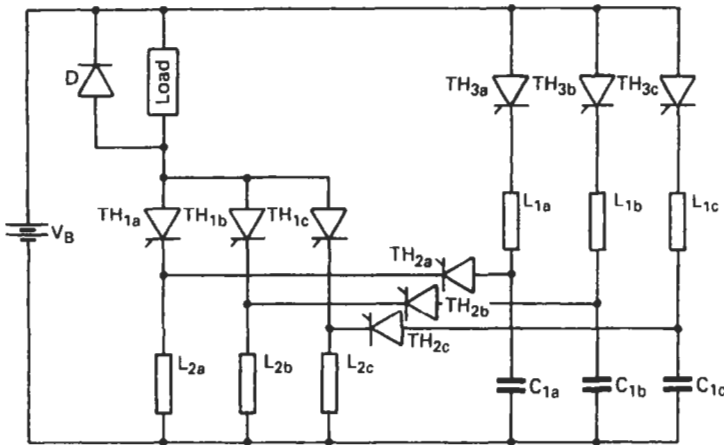 D
Load
TH3a
TH3b
TH3c
TH1a
TH1b
TH1c
L1a
L1b
L1c
VB
TH2a
TH2b
TH2c
L2a
L2b
L2c
C1a
C1b
C1c